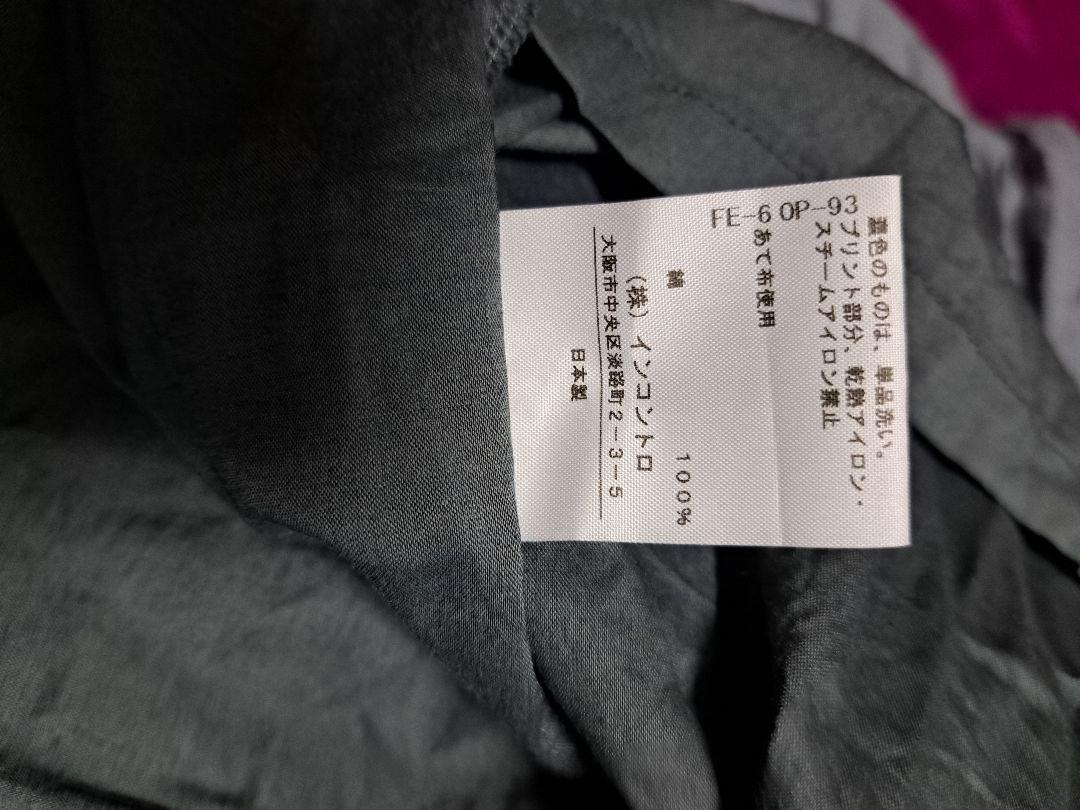 FE-6 OP-93
濃色のものは、単品洗い。
プリント部分、乾熱アイロン・
スチームアイロン禁止
あて布使用
綿 100%
(株)インコントロ
大阪市中央区淡路町2-3-5
日本製